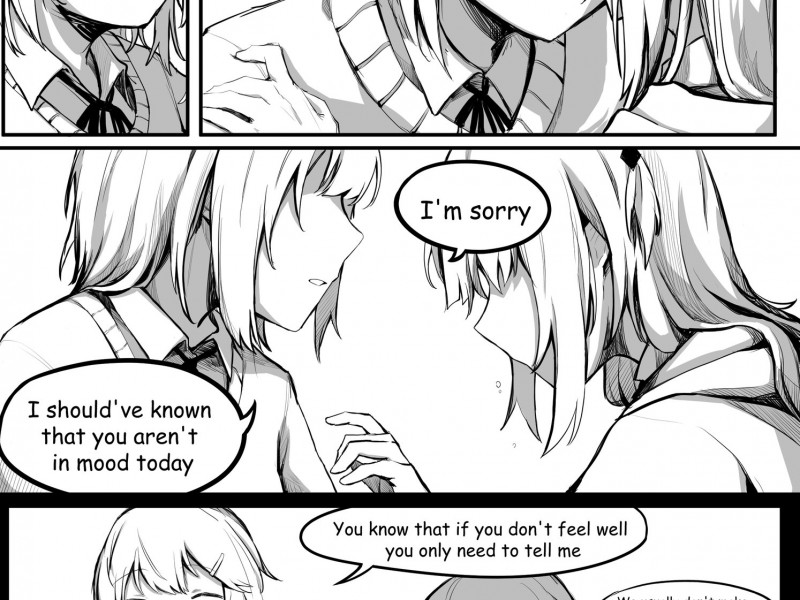 I'm sorry
I should've known
that you aren't
in mood today
You know that if you don't feel well
you only need to tell me